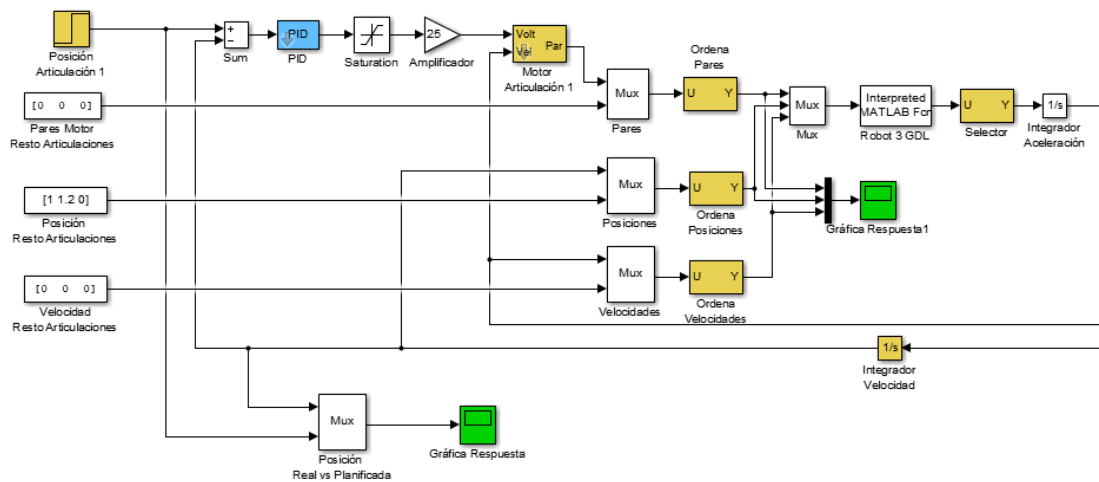 Posición
Articulación 1
+
−
Sum
PID
PID
Saturation
25
Amplificador
Volt
Vel
Par
Motor
Articulación 1
[0 0 0]
Pares Motor
Resto Articulaciones
Mux
Pares
Ordena
Pares
U Y
Mux
Mux
Interpreted
MATLAB Fcn
Robot 3 GDL
U Y
Selector
1/s
Integrador
Aceleración
[1 1.2 0]
Posición
Resto Articulaciones
Mux
Posiciones
U Y
Ordena
Posiciones
Gráfica Respuesta1
[0 0 0]
Velocidad
Resto Articulaciones
Mux
Velocidades
U Y
Ordena
Velocidades
1/s
Integrador
Velocidad
Mux
Posición
Real vs Planificada
Gráfica Respuesta